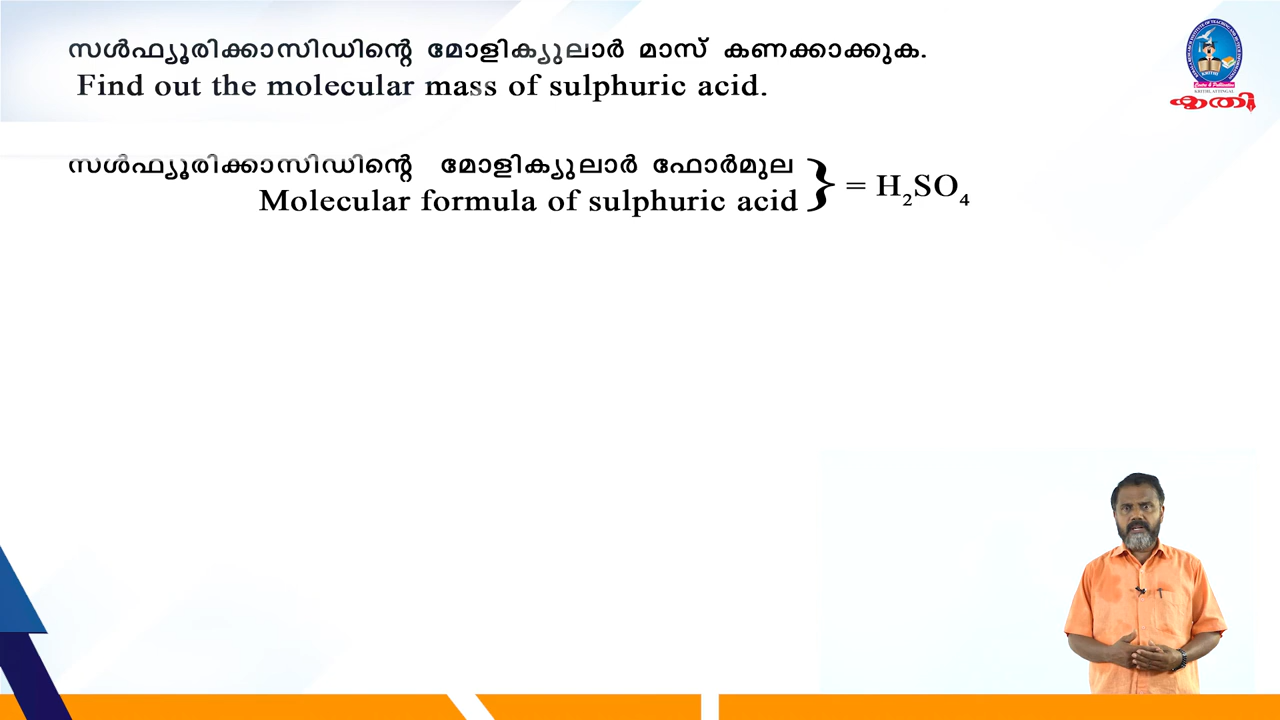 സൾഫ്യൂരിക്കാസിഡിന്റെ മോളിക്യുലാർ മാസ് കണക്കാക്കുക.
Find out the molecular mass of sulphuric acid.
സൾഫ്യൂരിക്കാസിഡിന്റെ മോളിക്യുലാർ ഫോർമുല
Molecular formula of sulphuric acid } = H₂SO₄
കൃതി